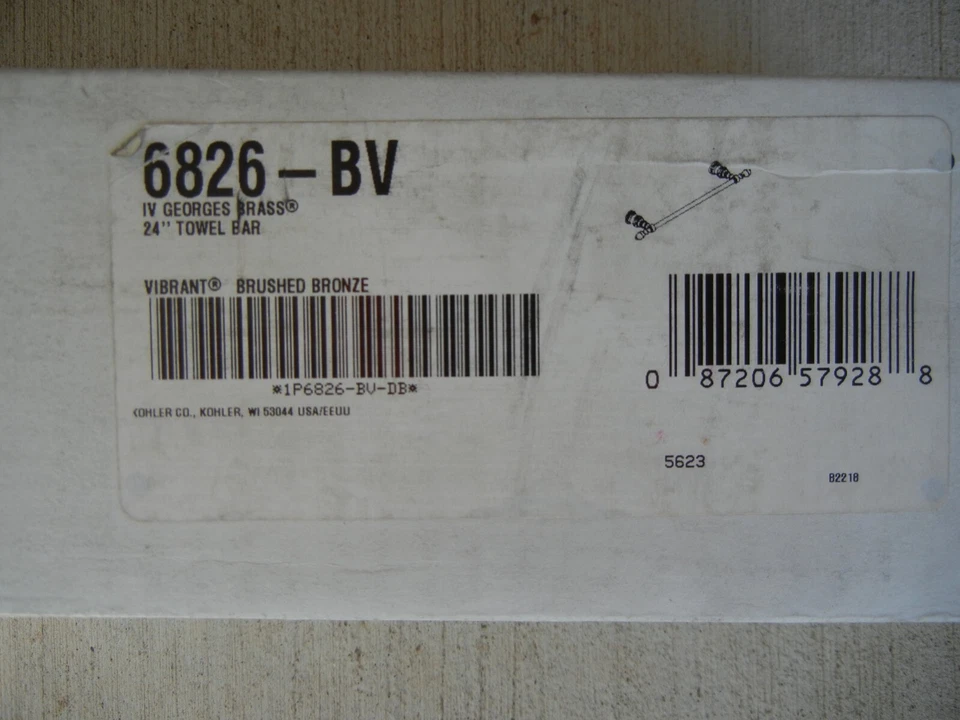 6826-BV
IV GEORGES BRASS®
24" TOWEL BAR
VIBRANT® BRUSHED BRONZE
*1P6826-BV-DB*
KOHLER CO., KOHLER, WI 53044 USA/EEUU
0 87206 57928 8
5623
82218